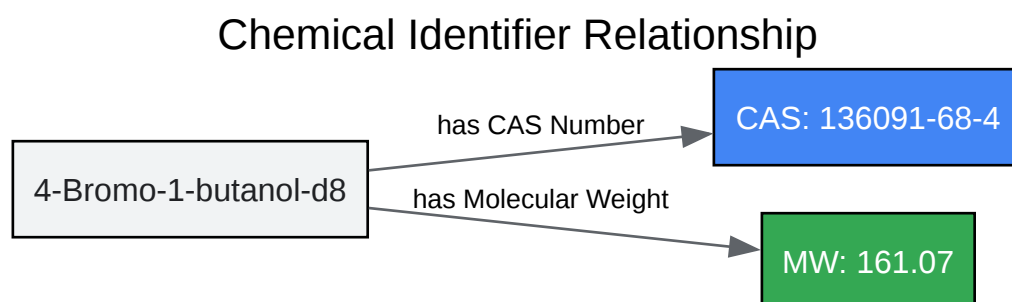 Chemical Identifier Relationship
has CAS Number
CAS: 136091-68-4
4-Bromo-1-butanol-d8
has Molecular Weight
MW: 161.07